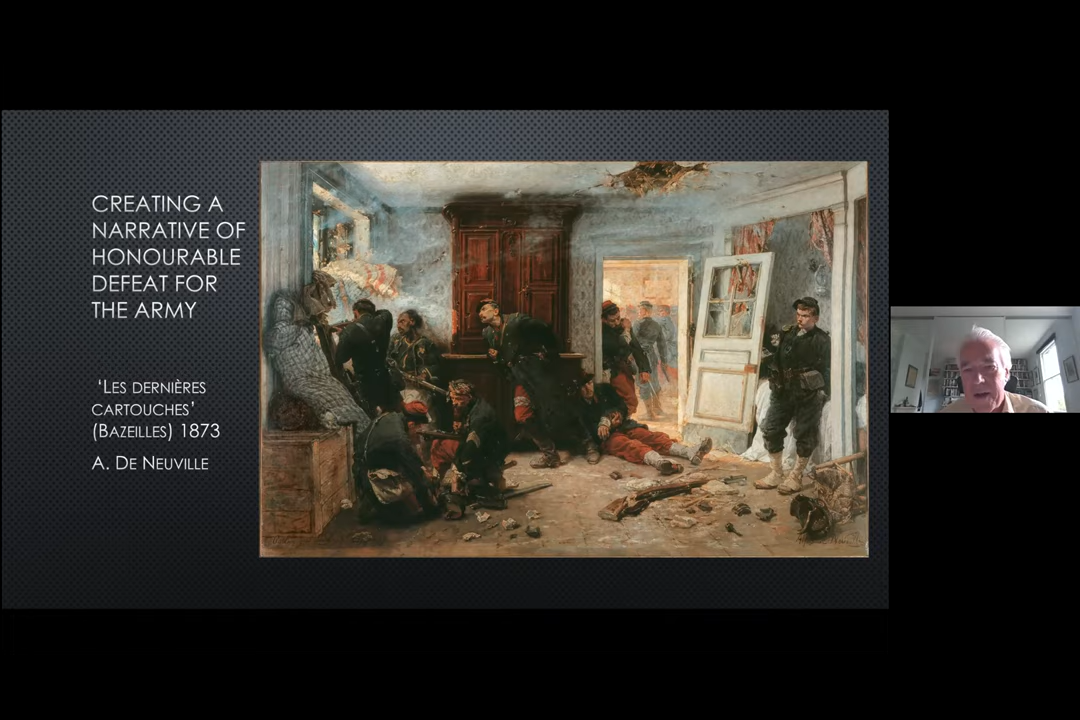 CREATING A
NARRATIVE OF
HONOURABLE
DEFEAT FOR
THE ARMY
‘LES DERNIÈRES
CARTOUCHES’
(BAZEILLES) 1873
A. DE NEUVILLE